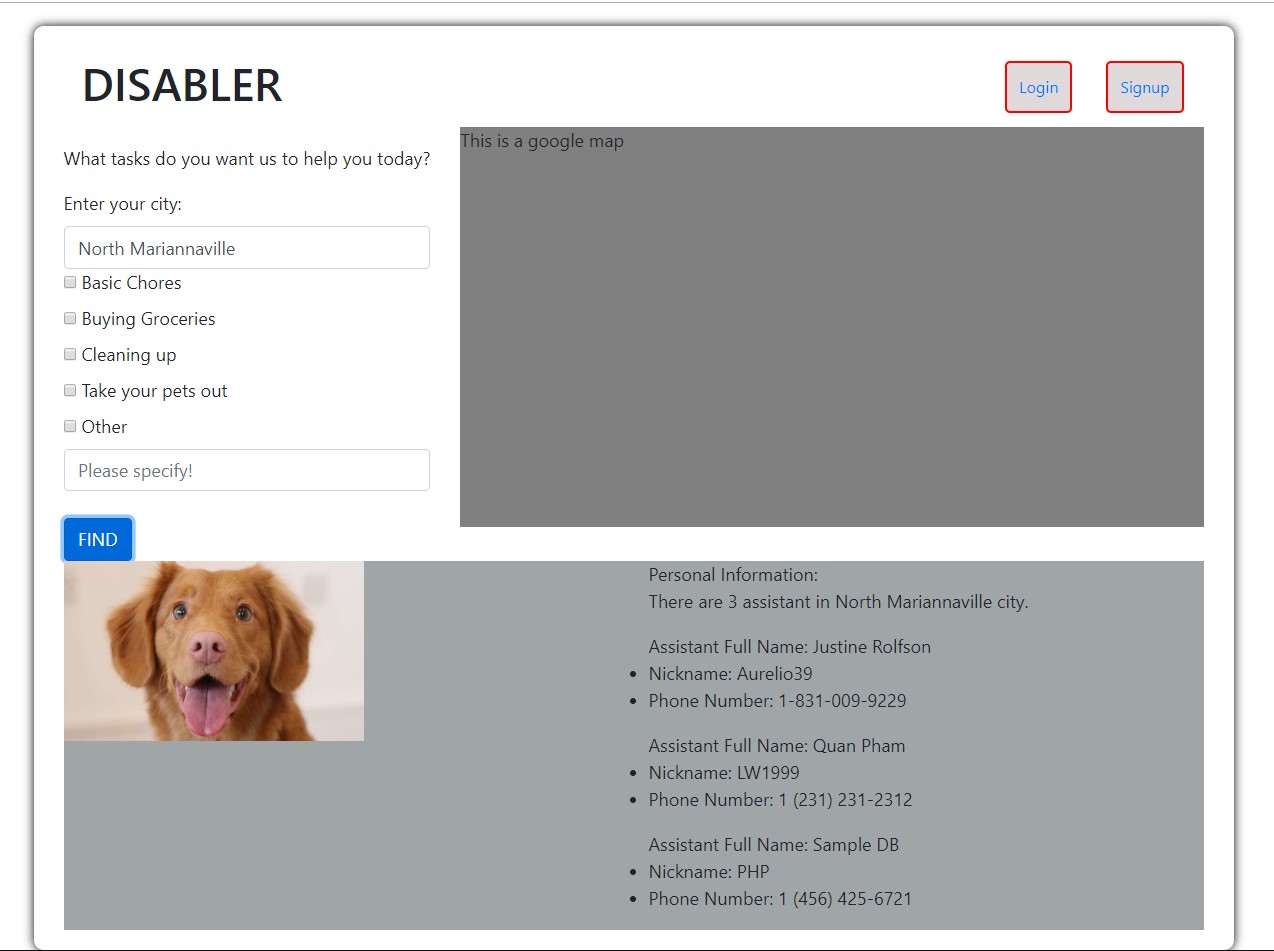 DISABLER
Login
Signup
What tasks do you want us to help you today?
Enter your city:
North Mariannaville
Basic Chores
Buying Groceries
Cleaning up
Take your pets out
Other
Please specify!
FIND
This is a google map
Personal Information:
There are 3 assistant in North Mariannaville city.
Assistant Full Name: Justine Rolfson
Nickname: Aurelio39
Phone Number: 1-831-009-9229
Assistant Full Name: Quan Pham
Nickname: LW1999
Phone Number: 1 (231) 231-2312
Assistant Full Name: Sample DB
Nickname: PHP
Phone Number: 1 (456) 425-6721